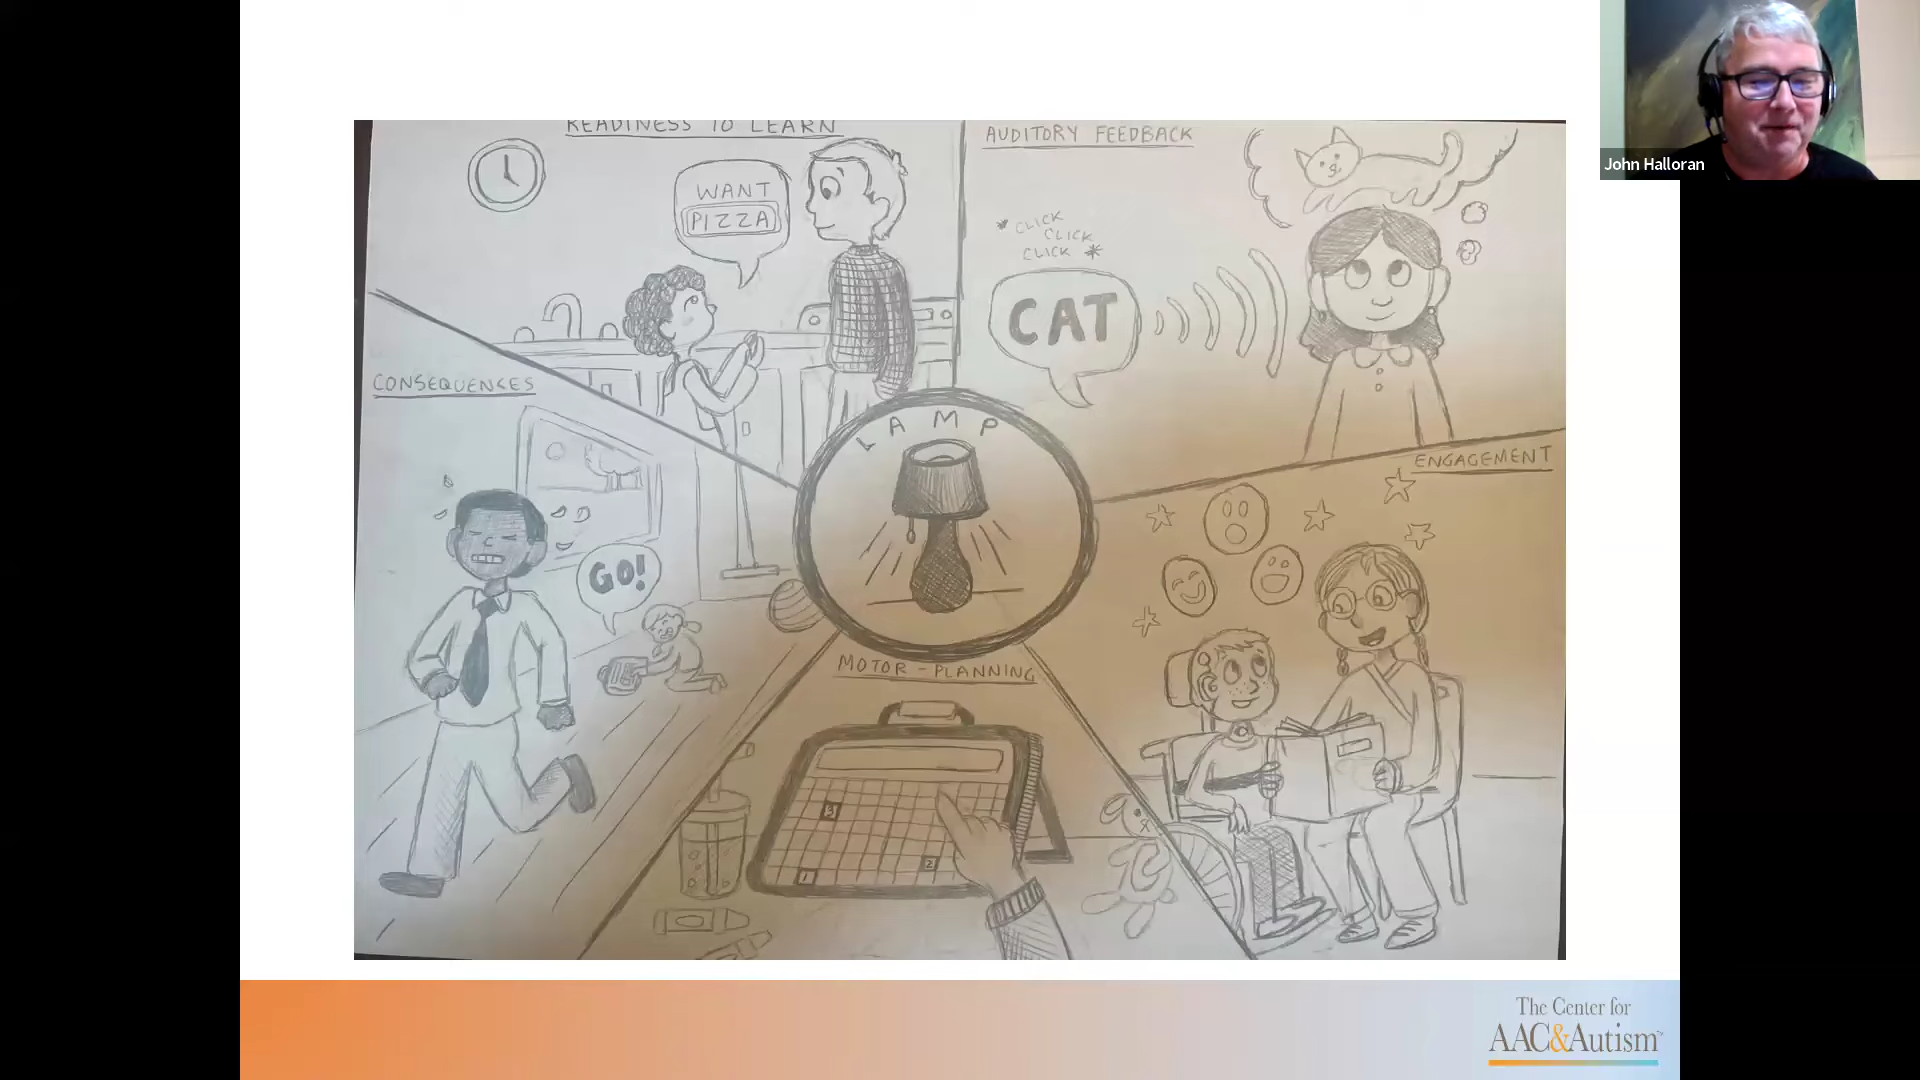 READINESS TO LEARN
WANT
PIZZA
AUDITORY FEEDBACK
*CLICK
CLICK
CLICK*
CAT
CONSEQUENCES
GO!
LAMP
ENGAGEMENT
MOTOR-PLANNING
3
2
1
John Halloran
The Center for
AAC&Autism™